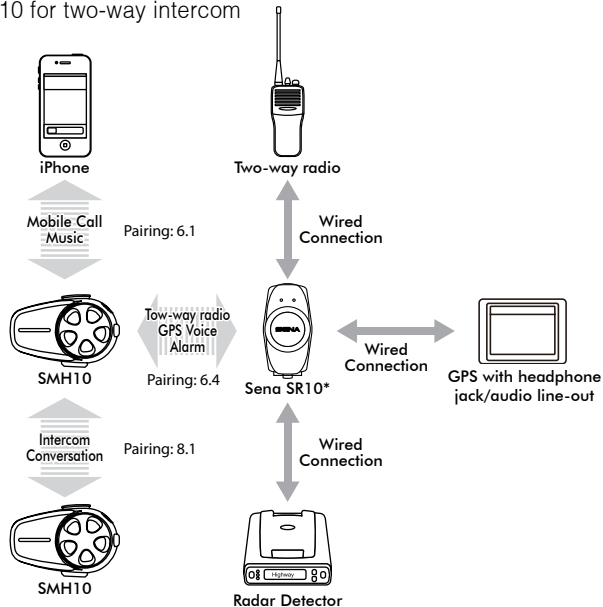 10 for two-way intercom
iPhone
Two-way radio
Mobile Call
Music
Pairing: 6.1
Wired
Connection
Tow-way radio
GPS Voice
Alarm
Pairing: 6.4
SENA
SMH10
Sena SR10*
Wired
Connection
GPS with headphone
jack/audio line-out
Intercom
Conversation
Pairing: 8.1
Wired
Connection
Highway
SMH10
Radar Detector